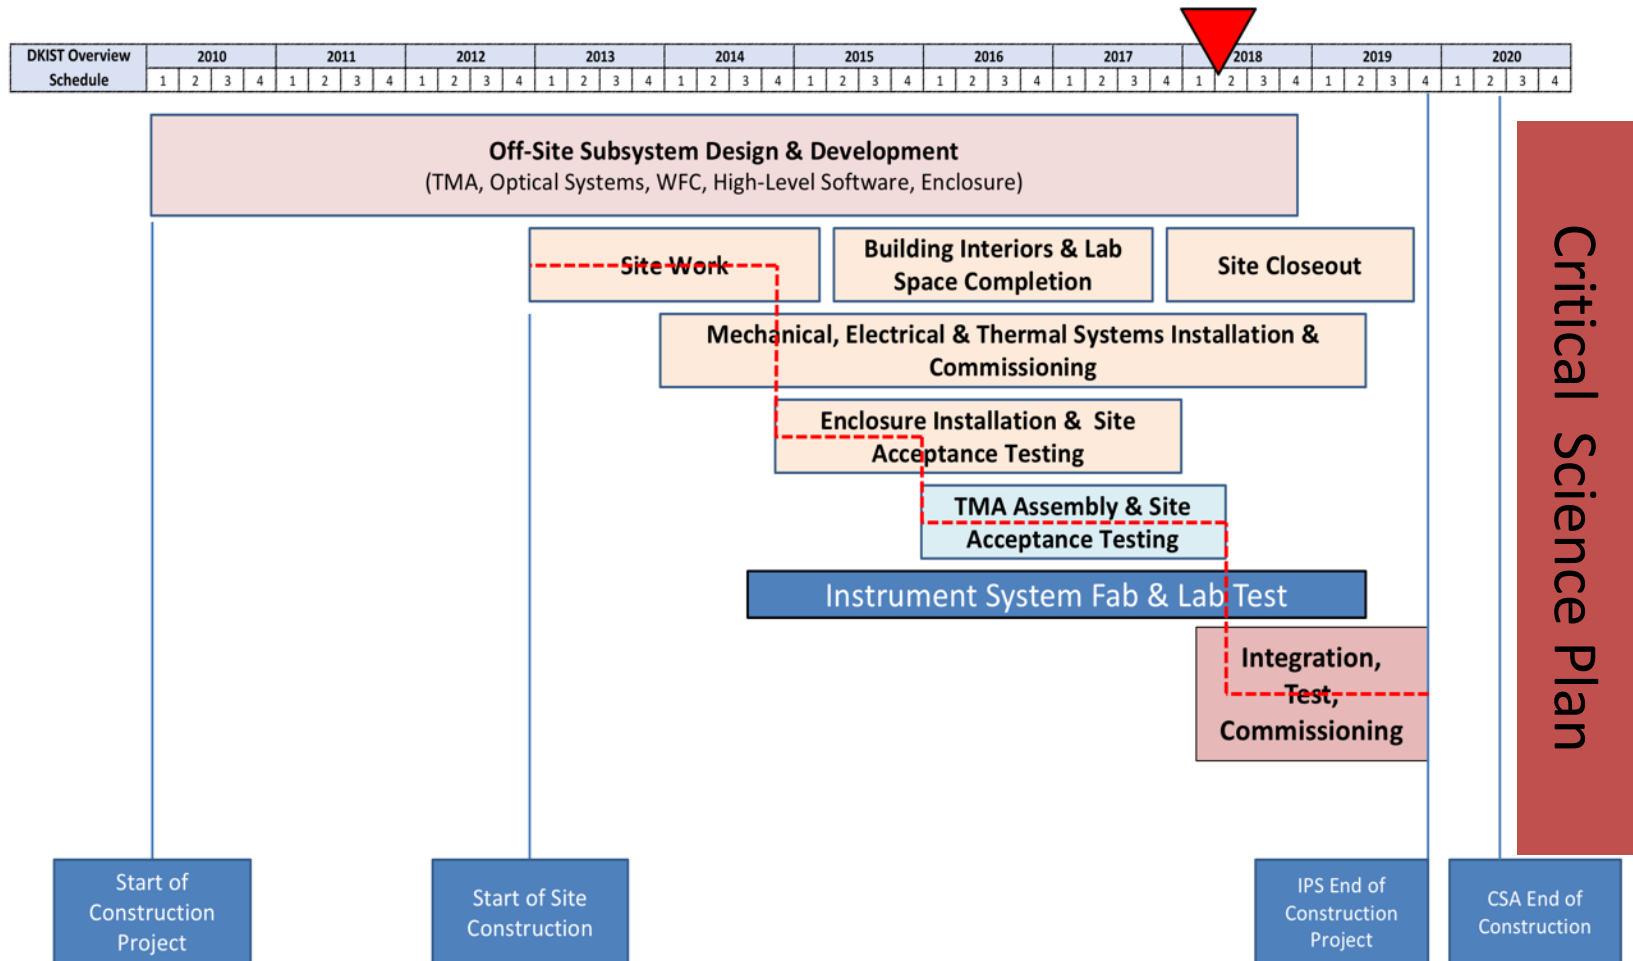 DKIST Overview
Schedule
2010 2011 2012 2013 2014 2015 2016 2017 2018 2019 2020
1 2 3 4 1 2 3 4 1 2 3 4 1 2 3 4 1 2 3 4 1 2 3 4 1 2 3 4 1 2 3 4 1 2 3 4 1 2 3 4 1 2 3 4
Off-Site Subsystem Design & Development
(TMA, Optical Systems, WFC, High-Level Software, Enclosure)
Site Work
Building Interiors & Lab
Space Completion
Site Closeout
Mechanical, Electrical & Thermal Systems Installation &
Commissioning
Enclosure Installation & Site
Acceptance Testing
TMA Assembly & Site
Acceptance Testing
Instrument System Fab & Lab Test
Integration,
Test,
Commissioning
Critical Science Plan
Start of
Construction
Project
Start of Site
Construction
IPS End of
Construction
Project
CSA End of
Construction